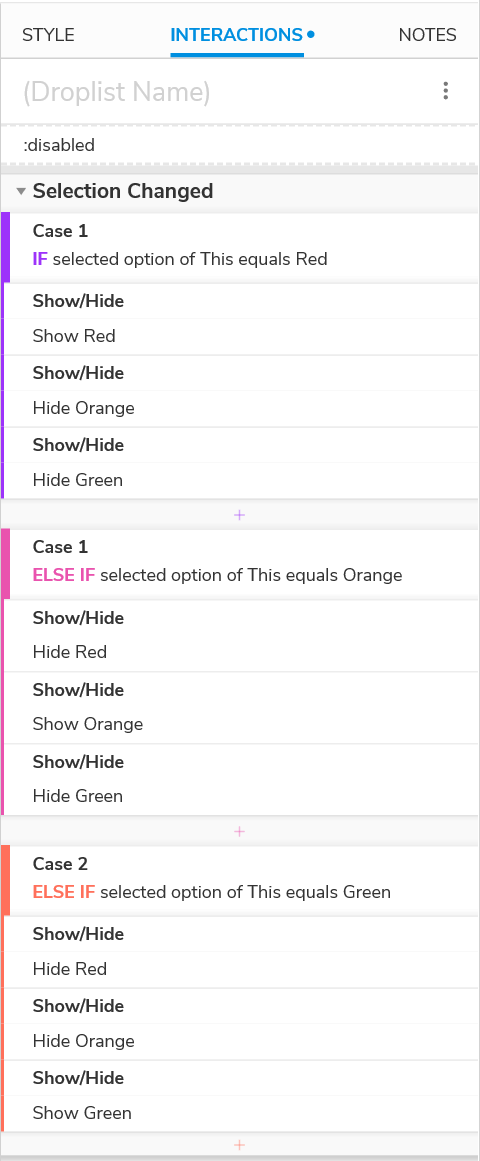 STYLE INTERACTIONS NOTES
(Droplist Name)
:disabled
Selection Changed
Case 1
IF selected option of This equals Red
Show/Hide
Show Red
Show/Hide
Hide Orange
Show/Hide
Hide Green
+
Case 1
ELSE IF selected option of This equals Orange
Show/Hide
Hide Red
Show/Hide
Show Orange
Show/Hide
Hide Green
+
Case 2
ELSE IF selected option of This equals Green
Show/Hide
Hide Red
Show/Hide
Hide Orange
Show/Hide
Show Green
+